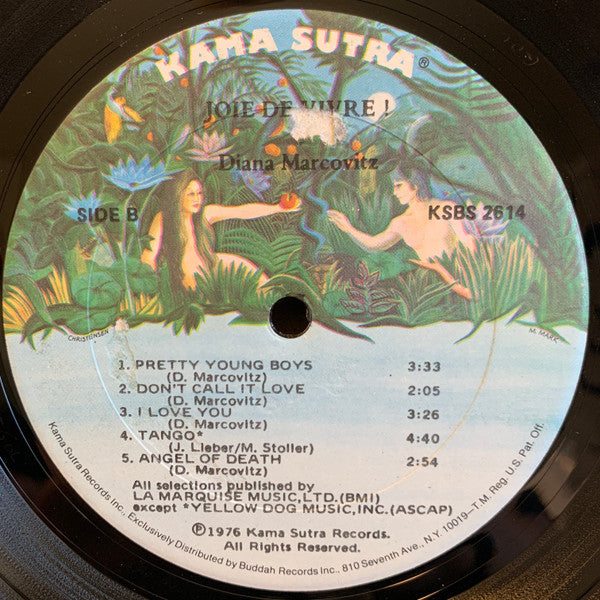 KAMA SUTRA®
JOIE DE VIVRE !
Diana Marcovitz
SIDE B
KSBS 2614
CHRISTENSEN
M. MAKK
1. PRETTY YOUNG BOYS 3:33
(D. Marcovitz)
2. DON'T CALL IT LOVE 2:05
(D. Marcovitz)
3. I LOVE YOU 3:26
(D. Marcovitz)
4. TANGO* 4:40
(J. Lieber/M. Stoller)
5. ANGEL OF DEATH 2:54
(D. Marcovitz)
All selections published by
LA MARQUISE MUSIC,LTD.(BMI)
except *YELLOW DOG MUSIC,INC.(ASCAP)
℗1976 Kama Sutra Records.
All Rights Reserved.
Kama Sutra Records Inc., Exclusively Distributed by Buddah Records Inc., 810 Seventh Ave., N.Y. 10019–T.M. Reg. U.S. Pat. Off.